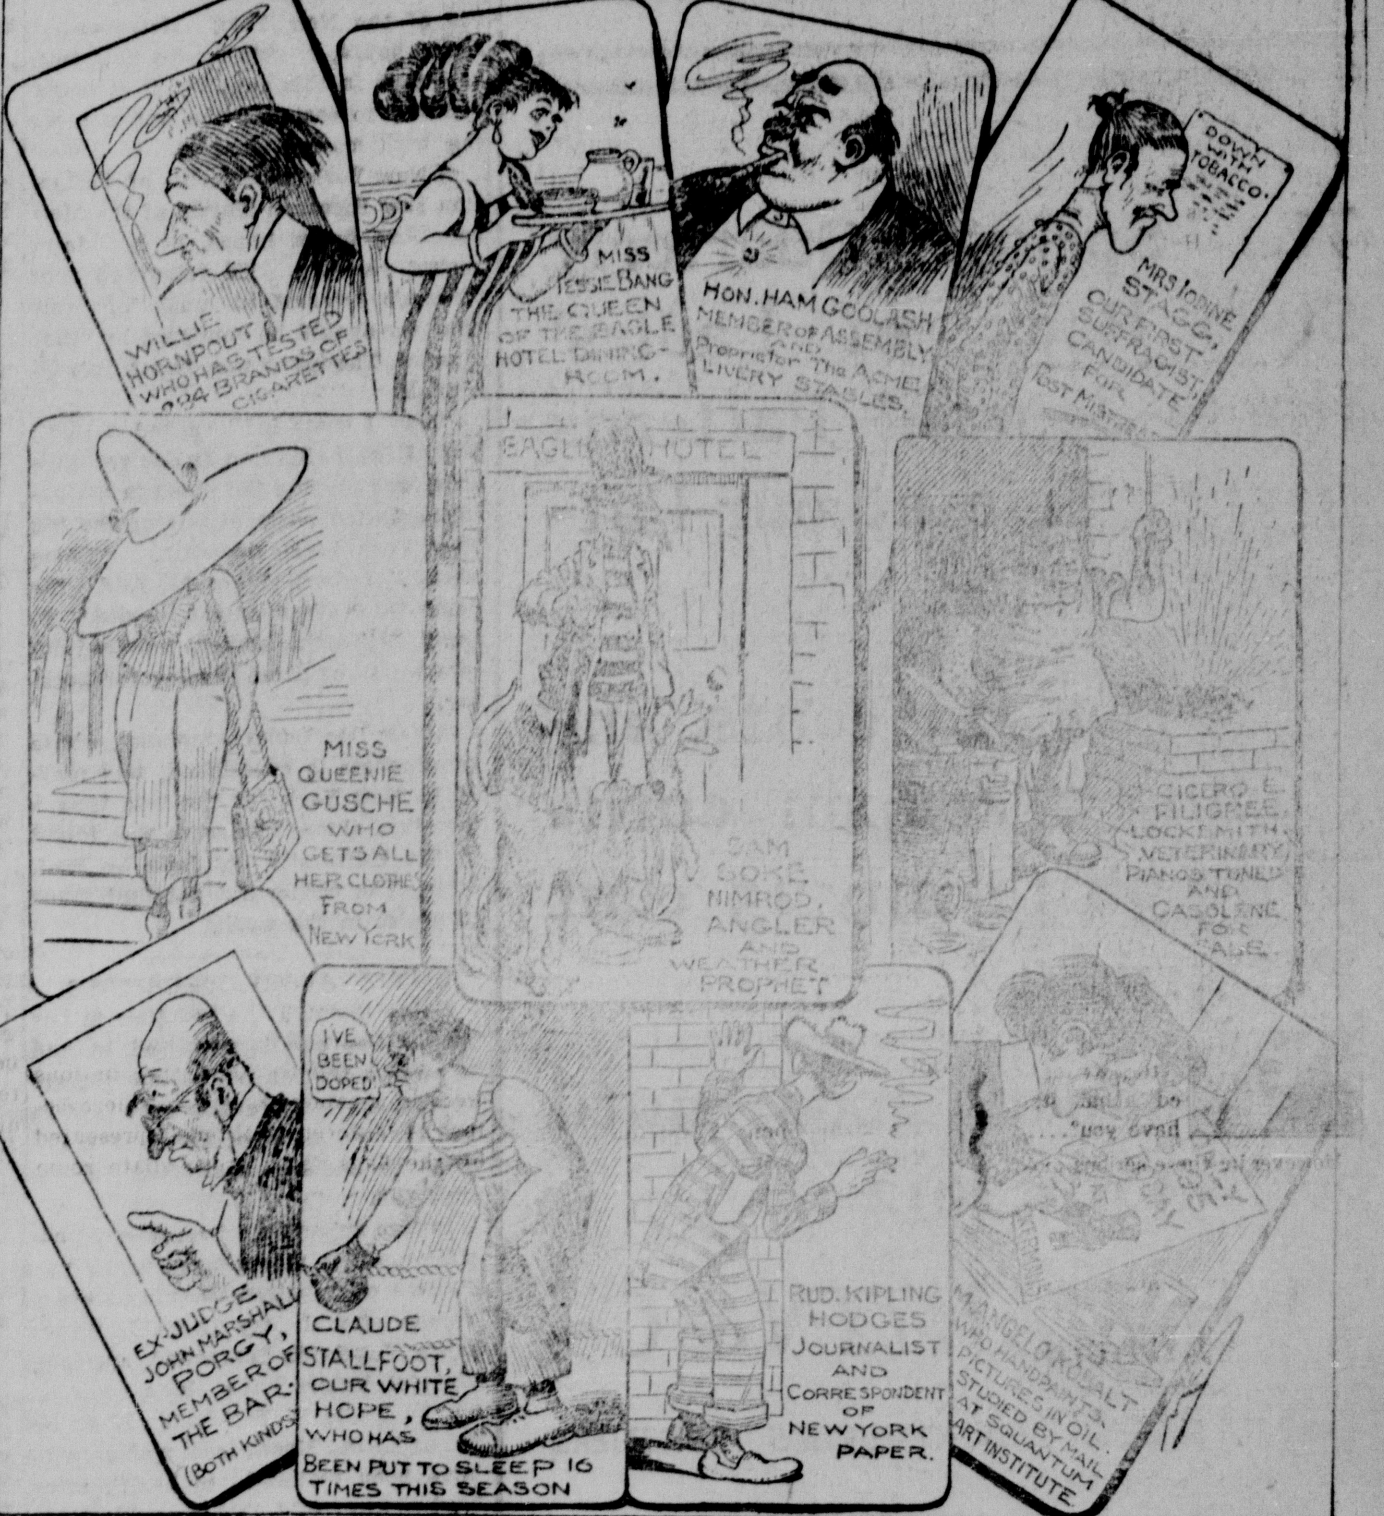 WILLIE
HORNPOUT
WHO HAS TESTED
284 BRANDS OF
CIGARETTES
MISS
TESSIE BANG
THE QUEEN
OF THE EAGLE
HOTEL DINING-
ROOM.
HON. HAM GOOLASH
MEMBER OF ASSEMBLY
AND
Proprietor The ACME
LIVERY STABLES.
DOWN
WITH
TOBACCO.
MRS IODINE
STAGG,
OUR FIRST
SUFFRAGIST
CANDIDATE
FOR
POST MISTRESS
MISS
QUEENIE
GUSCHE
WHO
GETS ALL
HER CLOTHES
FROM
NEW YORK
EAGLE HOTEL
SAM
GOKE
NIMROD,
ANGLER
AND
WEATHER
PROPHET
CICERO E.
FILIGREE
LOCKSMITH,
VETERINARY,
PIANOS TUNED
AND
GASOLENE
FOR
SALE.
EX-JUDGE
JOHN MARSHALL
PORGY,
MEMBER OF
THE BAR.
(BOTH KINDS)
I'VE
BEEN
DOPED
CLAUDE
STALLFOOT,
OUR WHITE
HOPE,
WHO HAS
BEEN PUT TO SLEEP 16
TIMES THIS SEASON
RUD. KIPLING
HODGES
JOURNALIST
AND
CORRESPONDENT
OF
NEW YORK
PAPER.
MANGELO KOBALT
WHO HANDPAINTS
PICTURES IN OIL.
STUDIED BY MAIL
AT SQUANTUM
ART INSTITUTE.